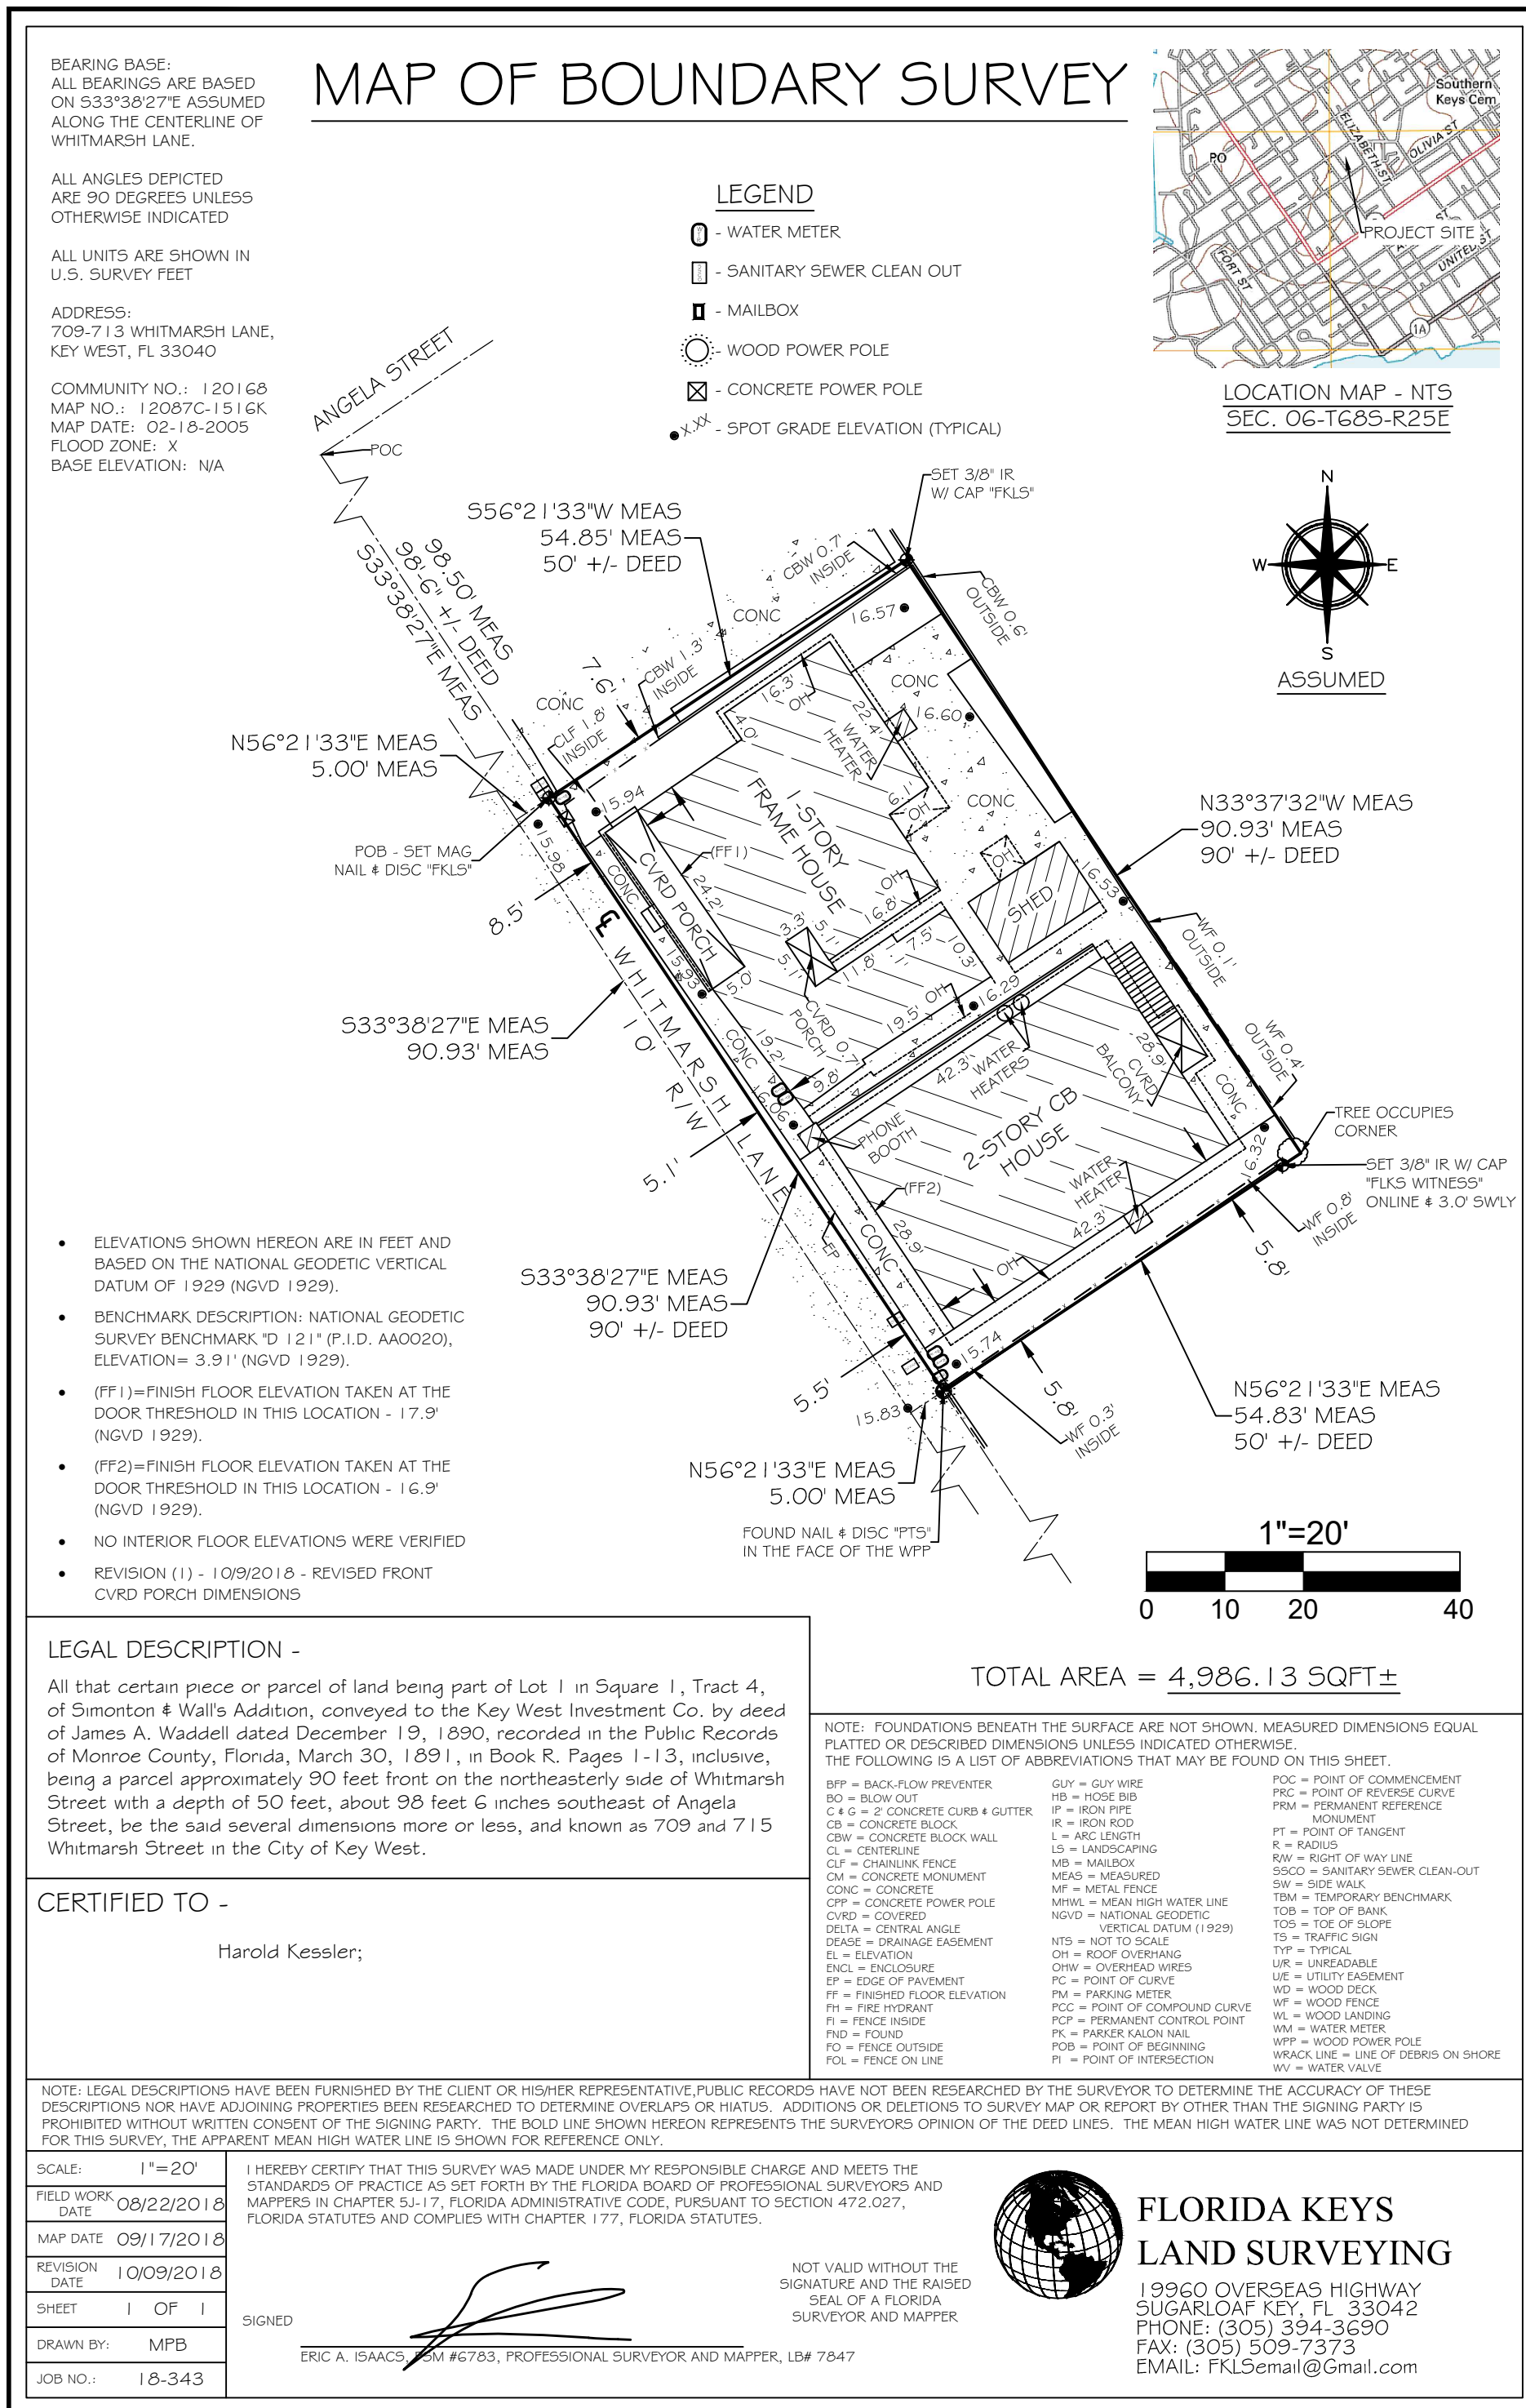 BEARING BASE:
ALL BEARINGS ARE BASED
ON S33°38'27"E ASSUMED
ALONG THE CENTERLINE OF
WHITMARSH LANE.
ALL ANGLES DEPICTED
ARE 90 DEGREES UNLESS
OTHERWISE INDICATED
ALL UNITS ARE SHOWN IN
U.S. SURVEY FEET
ADDRESS:
709-713 WHITMARSH LANE,
KEY WEST, FL 33040
COMMUNITY NO.: 120168
MAP NO.: 12087C-1516K
MAP DATE: 02-18-2005
FLOOD ZONE: X
BASE ELEVATION: N/A
MAP OF BOUNDARY SURVEY
LEGEND
- WATER METER
- SANITARY SEWER CLEAN OUT
- MAILBOX
- WOOD POWER POLE
- CONCRETE POWER POLE
X.XX - SPOT GRADE ELEVATION (TYPICAL)
Southern
Keys Cem
ELIZABETH ST
OLIVIA ST
PO
ST
PROJECT SITE
UNITED ST
FORT ST
1A
LOCATION MAP - NTS
SEC. 06-T68S-R25E
N
W
E
S
ASSUMED
ANGELA STREET
POC
SET 3/8" IR
W/ CAP "FKLS"
S56°21'33"W MEAS
54.85' MEAS
50' +/- DEED
98.50' MEAS
98'-6" +/- DEED
S33°38'27"E MEAS
CBW 0.7'
INSIDE
CONC
16.57
CBW 0.6'
OUTSIDE
7.6'
CBW 1.3'
INSIDE
CONC
CLF 1.8'
INSIDE
16.3'
OH
CONC
22.4'
16.60
4.0'
WATER
HEATER
N56°21'33"E MEAS
5.00' MEAS
15.94
1-STORY
FRAME HOUSE
6.1'
OH
CONC
N33°37'32"W MEAS
90.93' MEAS
90' +/- DEED
POB - SET MAG
NAIL & DISC "FKLS"
15.98
CVRD PORCH
(FF1)
24.2'
OH
OH
SHED
16.53
CONC
8.5'
16.8'
3.3'
5.1'
5.1'
11.8'
7.5'
10.3'
WF 0.1'
OUTSIDE
℄ WHITMARSH LANE
10' R/W
15.93
5.0'
CVRD
PORCH
0.7'
19.5'
OH
16.29
S33°38'27"E MEAS
90.93' MEAS
CONC
19.2'
9.8'
42.3'
WATER
HEATERS
28.9'
CVRD
BALCONY
WF 0.4'
OUTSIDE
CONC
16.06
PHONE
BOOTH
2-STORY CB
HOUSE
TREE OCCUPIES
CORNER
16.32
5.1'
(FF2)
WATER
HEATER
SET 3/8" IR W/ CAP
"FLKS WITNESS"
ONLINE & 3.0' SW'LY
EP
CONC
28.9'
42.3'
OH
WF 0.8'
INSIDE
5.8'
S33°38'27"E MEAS
90.93' MEAS
90' +/- DEED
15.74
5.5'
5.8'
15.83
WF 0.3'
INSIDE
N56°21'33"E MEAS
54.83' MEAS
50' +/- DEED
N56°21'33"E MEAS
5.00' MEAS
FOUND NAIL & DISC "PTS"
IN THE FACE OF THE WPP
• ELEVATIONS SHOWN HEREON ARE IN FEET AND
BASED ON THE NATIONAL GEODETIC VERTICAL
DATUM OF 1929 (NGVD 1929).
• BENCHMARK DESCRIPTION: NATIONAL GEODETIC
SURVEY BENCHMARK "D 121" (P.I.D. AA0020),
ELEVATION= 3.91' (NGVD 1929).
• (FF1)=FINISH FLOOR ELEVATION TAKEN AT THE
DOOR THRESHOLD IN THIS LOCATION - 17.9'
(NGVD 1929).
• (FF2)=FINISH FLOOR ELEVATION TAKEN AT THE
DOOR THRESHOLD IN THIS LOCATION - 16.9'
(NGVD 1929).
• NO INTERIOR FLOOR ELEVATIONS WERE VERIFIED
• REVISION (1) - 10/9/2018 - REVISED FRONT
CVRD PORCH DIMENSIONS
1"=20'
0 10 20 40
LEGAL DESCRIPTION -
All that certain piece or parcel of land being part of Lot 1 in Square 1, Tract 4,
of Simonton & Wall's Addition, conveyed to the Key West Investment Co. by deed
of James A. Waddell dated December 19, 1890, recorded in the Public Records
of Monroe County, Florida, March 30, 1891, in Book R. Pages 1-13, inclusive,
being a parcel approximately 90 feet front on the northeasterly side of Whitmarsh
Street with a depth of 50 feet, about 98 feet 6 inches southeast of Angela
Street, be the said several dimensions more or less, and known as 709 and 715
Whitmarsh Street in the City of Key West.
TOTAL AREA = 4,986.13 SQFT±
CERTIFIED TO -
Harold Kessler;
NOTE: FOUNDATIONS BENEATH THE SURFACE ARE NOT SHOWN. MEASURED DIMENSIONS EQUAL
PLATTED OR DESCRIBED DIMENSIONS UNLESS INDICATED OTHERWISE.
THE FOLLOWING IS A LIST OF ABBREVIATIONS THAT MAY BE FOUND ON THIS SHEET.
BFP = BACK-FLOW PREVENTER
BO = BLOW OUT
C & G = 2' CONCRETE CURB & GUTTER
CB = CONCRETE BLOCK
CBW = CONCRETE BLOCK WALL
CL = CENTERLINE
CLF = CHAINLINK FENCE
CM = CONCRETE MONUMENT
CONC = CONCRETE
CPP = CONCRETE POWER POLE
CVRD = COVERED
DELTA = CENTRAL ANGLE
DEASE = DRAINAGE EASEMENT
EL = ELEVATION
ENCL = ENCLOSURE
EP = EDGE OF PAVEMENT
FF = FINISHED FLOOR ELEVATION
FH = FIRE HYDRANT
FI = FENCE INSIDE
FND = FOUND
FO = FENCE OUTSIDE
FOL = FENCE ON LINE
GUY = GUY WIRE
HB = HOSE BIB
IP = IRON PIPE
IR = IRON ROD
L = ARC LENGTH
LS = LANDSCAPING
MB = MAILBOX
MEAS = MEASURED
MF = METAL FENCE
MHWL = MEAN HIGH WATER LINE
NGVD = NATIONAL GEODETIC
VERTICAL DATUM (1929)
NTS = NOT TO SCALE
OH = ROOF OVERHANG
OHW = OVERHEAD WIRES
PC = POINT OF CURVE
PM = PARKING METER
PCC = POINT OF COMPOUND CURVE
PCP = PERMANENT CONTROL POINT
PK = PARKER KALON NAIL
POB = POINT OF BEGINNING
PI = POINT OF INTERSECTION
POC = POINT OF COMMENCEMENT
PRC = POINT OF REVERSE CURVE
PRM = PERMANENT REFERENCE
MONUMENT
PT = POINT OF TANGENT
R = RADIUS
R/W = RIGHT OF WAY LINE
SSCO = SANITARY SEWER CLEAN-OUT
SW = SIDE WALK
TBM = TEMPORARY BENCHMARK
TOB = TOP OF BANK
TOS = TOE OF SLOPE
TS = TRAFFIC SIGN
TYP = TYPICAL
U/R = UNREADABLE
U/E = UTILITY EASEMENT
WD = WOOD DECK
WF = WOOD FENCE
WL = WOOD LANDING
WM = WATER METER
WPP = WOOD POWER POLE
WRACK LINE = LINE OF DEBRIS ON SHORE
WV = WATER VALVE
NOTE: LEGAL DESCRIPTIONS HAVE BEEN FURNISHED BY THE CLIENT OR HIS/HER REPRESENTATIVE,PUBLIC RECORDS HAVE NOT BEEN RESEARCHED BY THE SURVEYOR TO DETERMINE THE ACCURACY OF THESE
DESCRIPTIONS NOR HAVE ADJOINING PROPERTIES BEEN RESEARCHED TO DETERMINE OVERLAPS OR HIATUS. ADDITIONS OR DELETIONS TO SURVEY MAP OR REPORT BY OTHER THAN THE SIGNING PARTY IS
PROHIBITED WITHOUT WRITTEN CONSENT OF THE SIGNING PARTY. THE BOLD LINE SHOWN HEREON REPRESENTS THE SURVEYORS OPINION OF THE DEED LINES. THE MEAN HIGH WATER LINE WAS NOT DETERMINED
FOR THIS SURVEY, THE APPARENT MEAN HIGH WATER LINE IS SHOWN FOR REFERENCE ONLY.
SCALE: 1"=20'
FIELD WORK
DATE 08/22/2018
MAP DATE 09/17/2018
REVISION
DATE 10/09/2018
SHEET 1 OF 1
DRAWN BY: MPB
JOB NO.: 18-343
I HEREBY CERTIFY THAT THIS SURVEY WAS MADE UNDER MY RESPONSIBLE CHARGE AND MEETS THE
STANDARDS OF PRACTICE AS SET FORTH BY THE FLORIDA BOARD OF PROFESSIONAL SURVEYORS AND
MAPPERS IN CHAPTER 5J-17, FLORIDA ADMINISTRATIVE CODE, PURSUANT TO SECTION 472.027,
FLORIDA STATUTES AND COMPLIES WITH CHAPTER 177, FLORIDA STATUTES.
NOT VALID WITHOUT THE
SIGNATURE AND THE RAISED
SEAL OF A FLORIDA
SURVEYOR AND MAPPER
SIGNED
ERIC A. ISAACS, PSM #6783, PROFESSIONAL SURVEYOR AND MAPPER, LB# 7847
FLORIDA KEYS
LAND SURVEYING
19960 OVERSEAS HIGHWAY
SUGARLOAF KEY, FL 33042
PHONE: (305) 394-3690
FAX: (305) 509-7373
EMAIL: FKLSemail@Gmail.com